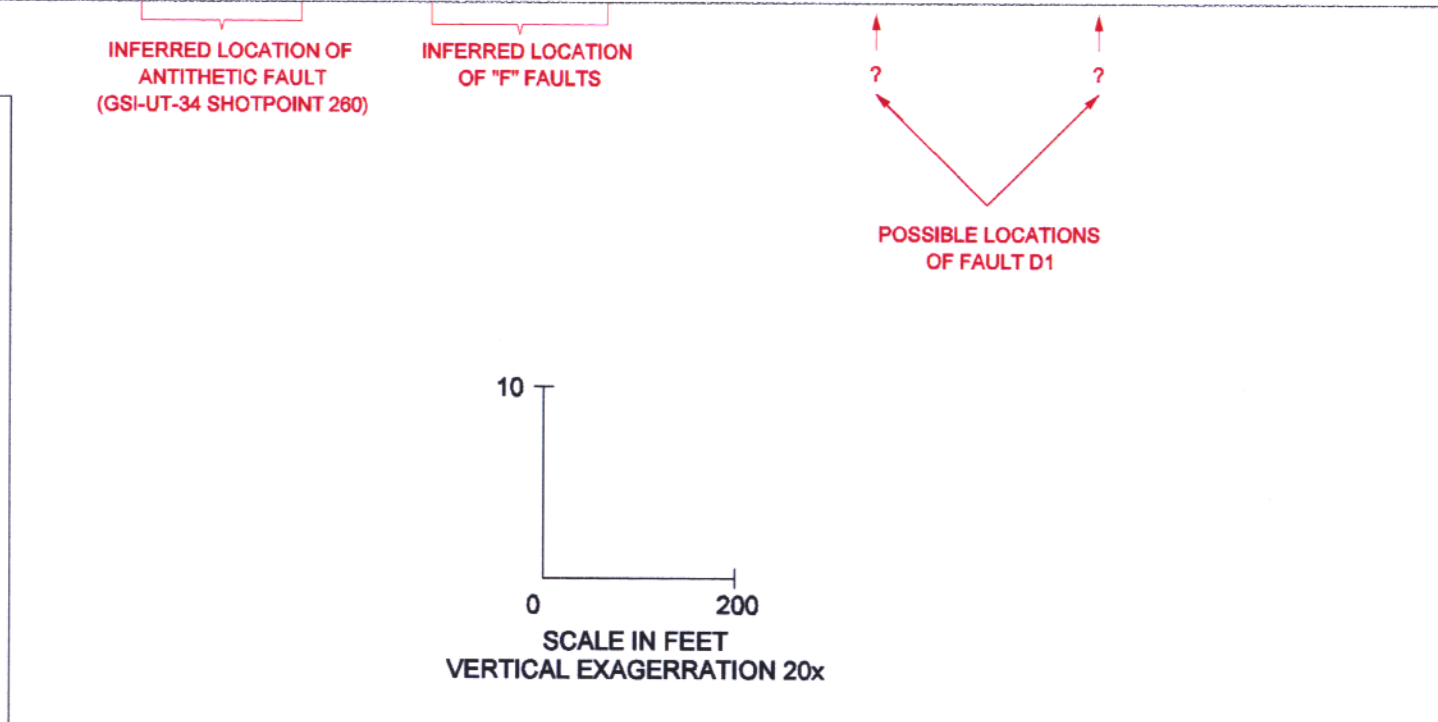 INFERRED LOCATION OF
ANTITHETIC FAULT
(GSI-UT-34 SHOTPOINT 260)
INFERRED LOCATION
OF "F" FAULTS
?
?
POSSIBLE LOCATIONS
OF FAULT D1
10
0
200
SCALE IN FEET
VERTICAL EXAGERRATION 20x